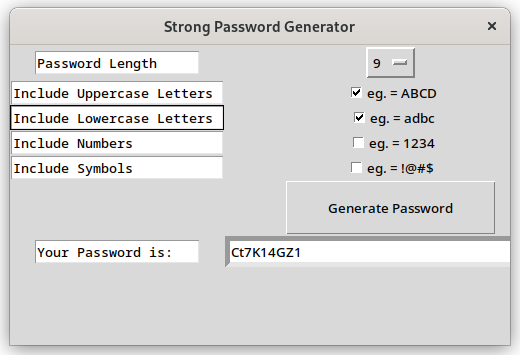 Strong Password Generator
Password Length 9
Include Uppercase Letters eg. = ABCD
Include Lowercase Letters eg. = adbc
Include Numbers eg. = 1234
Include Symbols eg. = !@#$
Generate Password
Your Password is: Ct7K14GZ1